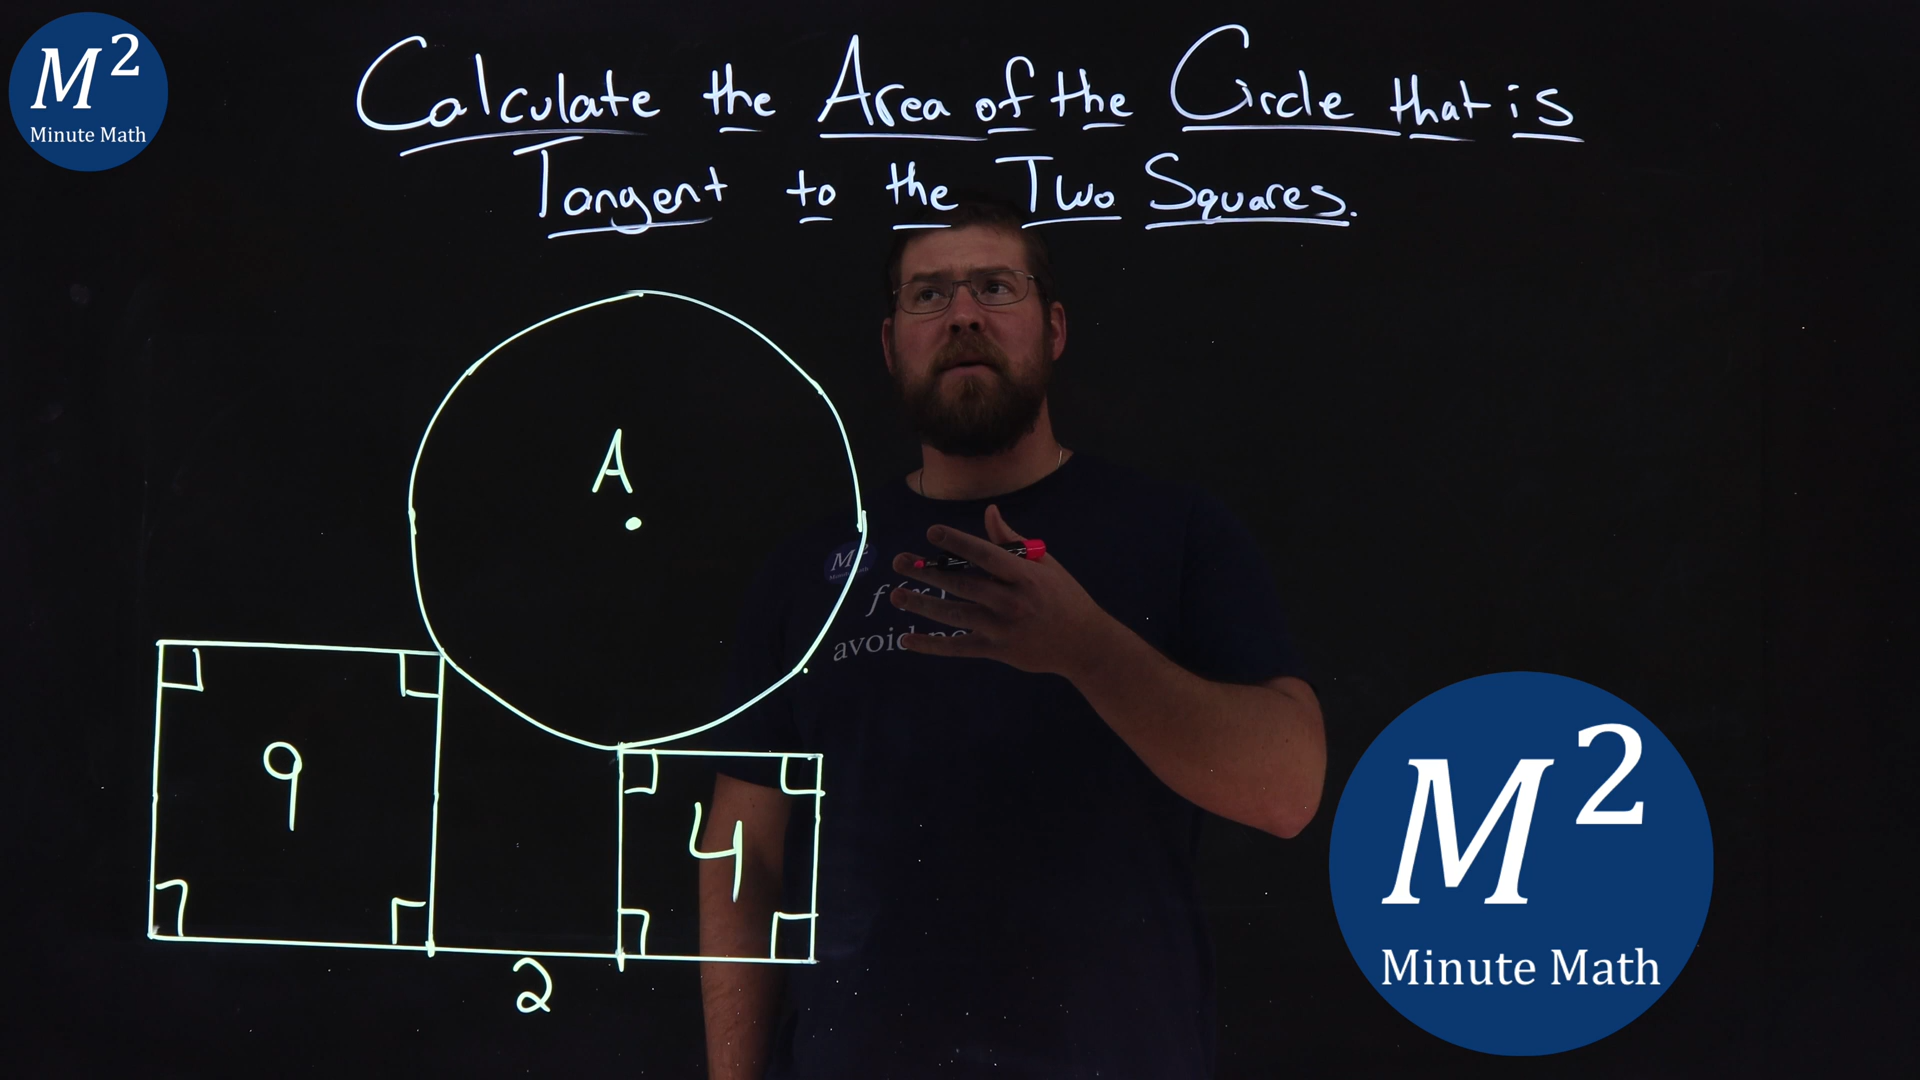 M²
Minute Math
Calculate the Area of the Circle that is
Tangent to the Two Squares.
A
M²
f(x)
avoid
9
4
2
M²
Minute Math